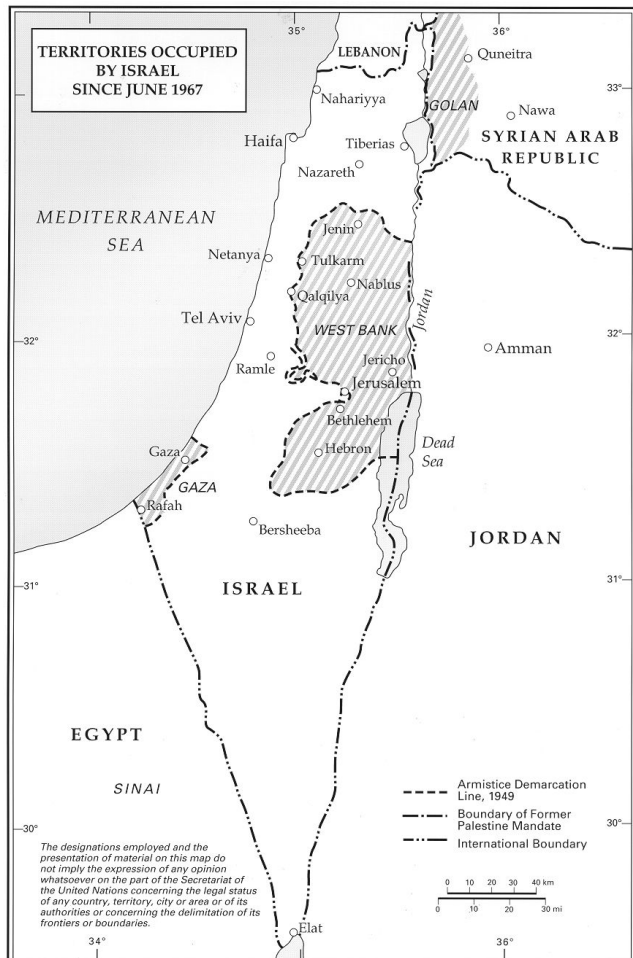 TERRITORIES OCCUPIED
BY ISRAEL
SINCE JUNE 1967
35°
36°
LEBANON
Quneitra
33°
Nahariyya
GOLAN
Nawa
Haifa
Tiberias
SYRIAN ARAB
REPUBLIC
Nazareth
MEDITERRANEAN
SEA
Jenin
Netanya
Tulkarm
Nablus
Qalqilya
Jordan
Tel Aviv
WEST BANK
32°
32°
Amman
Ramle
Jericho
Jerusalem
Bethlehem
Dead
Sea
Gaza
Hebron
GAZA
Rafah
Bersheeba
JORDAN
31°
31°
ISRAEL
EGYPT
SINAI
Armistice Demarcation
Line, 1949
Boundary of Former
Palestine Mandate
International Boundary
30°
30°
The designations employed and the
presentation of material on this map do
not imply the expression of any opinion
whatsoever on the part of the Secretariat of
the United Nations concerning the legal status
of any country, territory, city or area or of its
authorities or concerning the delimitation of its
frontiers or boundaries.
0 10 20 30 40 km
0 10 20 30 mi
Elat
34°
36°